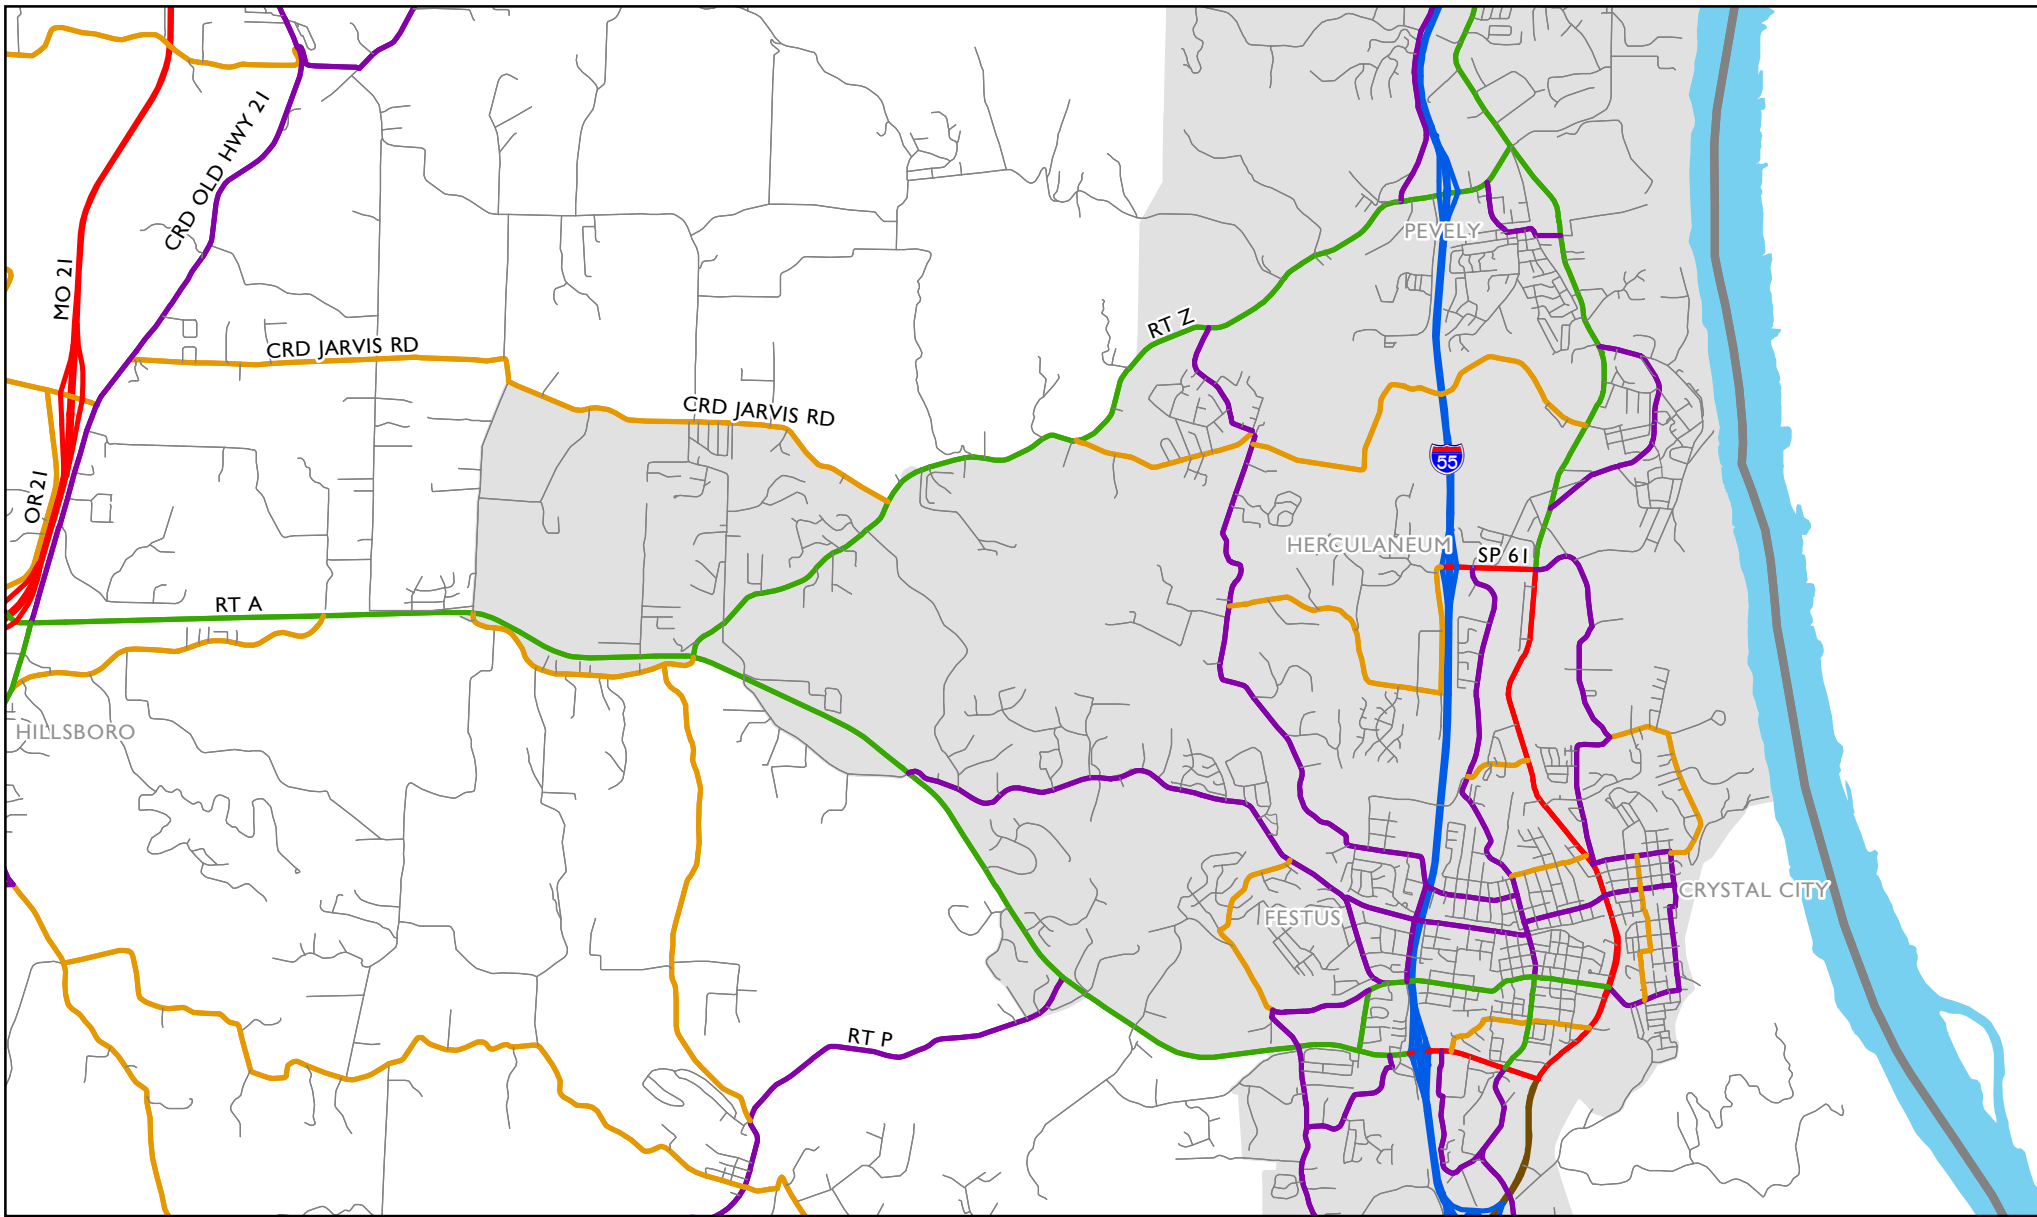 CRD OLD HWY 21
MO 21
PEVELY
RT Z
CRD JARVIS RD
CRD JARVIS RD
55
OR 21
HERCULANEUM
SP 61
RT A
HILLSBORO
CRYSTAL CITY
FESTUS
RT P